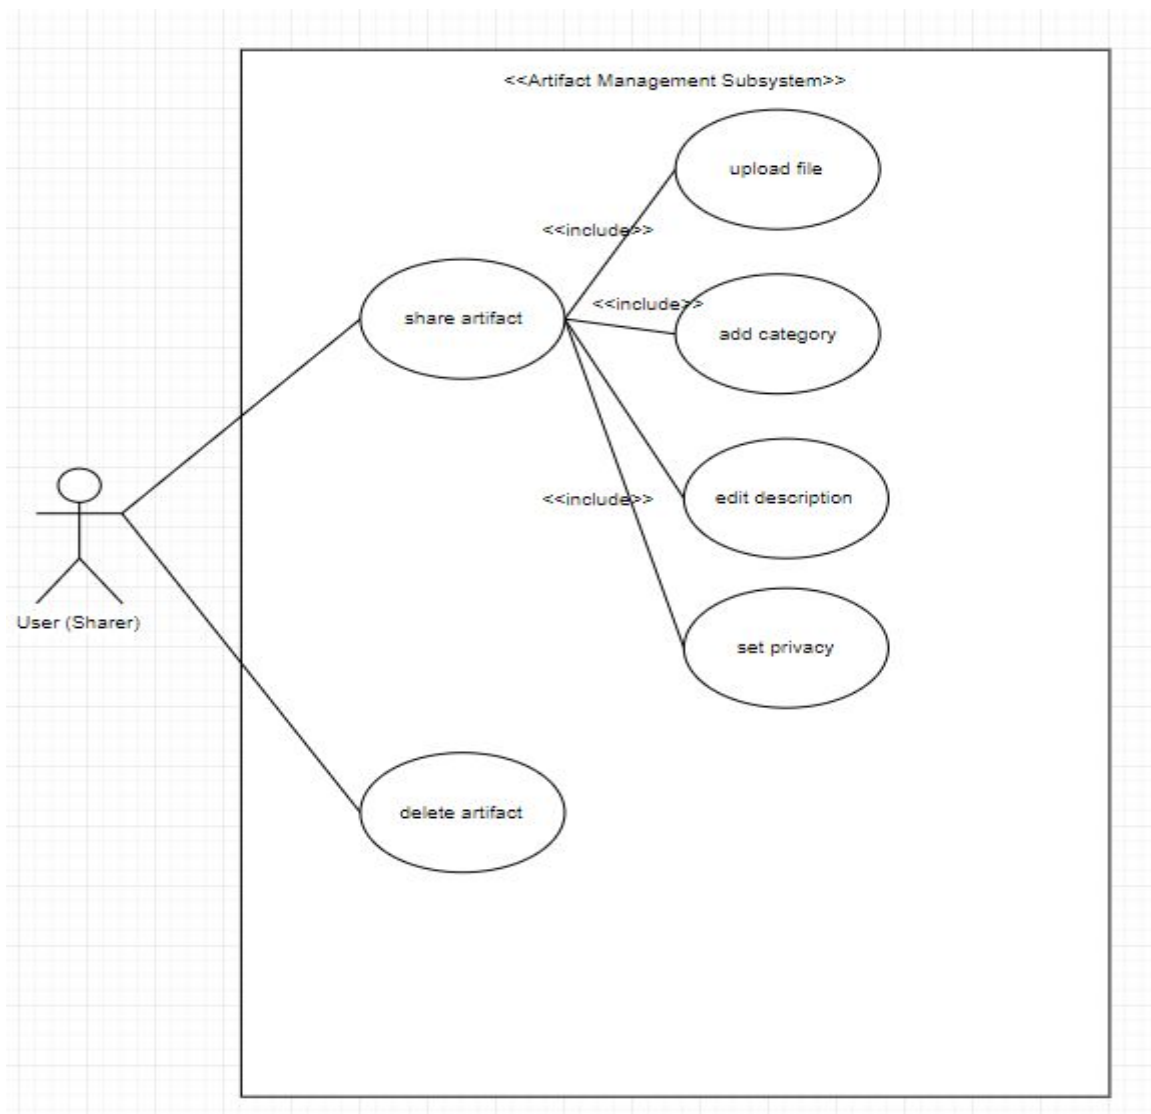 <<Artifact Management Subsystem>>
upload file
<<include>>
<<include>>
share artifact
add category
edit description
<<include>>
User (Sharer)
set privacy
delete artifact